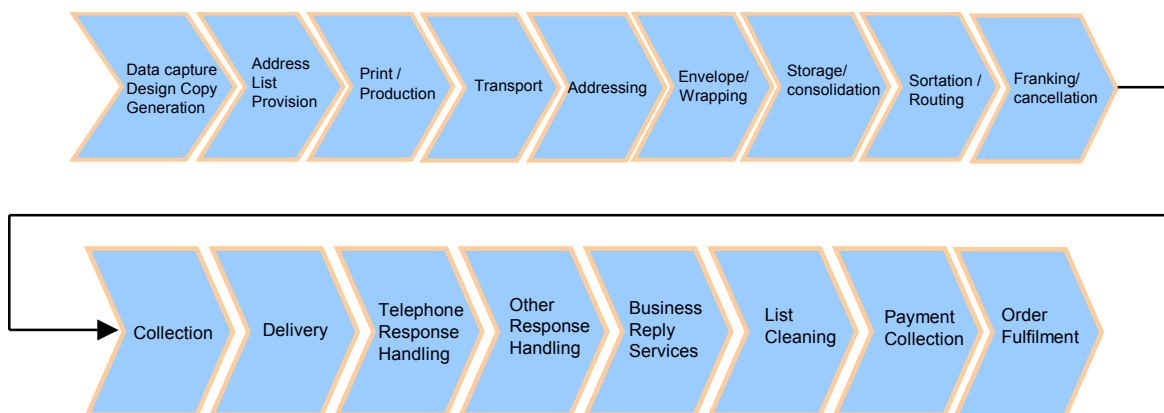 Data capture
Design Copy
Generation
Address
List
Provision
Print /
Production
Transport
Addressing
Envelope/
Wrapping
Storage/
consolidation
Sortation /
Routing
Franking/
cancellation
Collection
Delivery
Telephone
Response
Handling
Other
Response
Handling
Business
Reply
Services
List
Cleaning
Payment
Collection
Order
Fulfilment